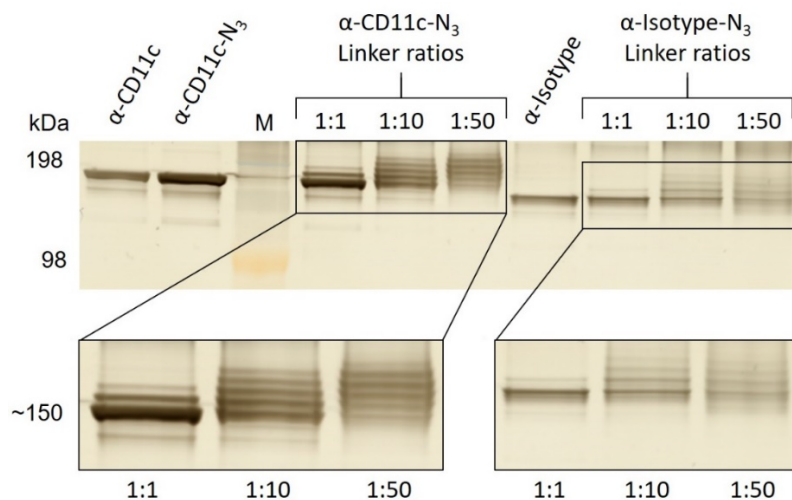 α-CD11c
α-CD11c-N₃
α-CD11c-N₃
Linker ratios
α-Isotype
α-Isotype-N₃
Linker ratios
kDa
M
1:1 1:10 1:50
1:1 1:10 1:50
198
98
~150
1:1 1:10 1:50
1:1 1:10 1:50